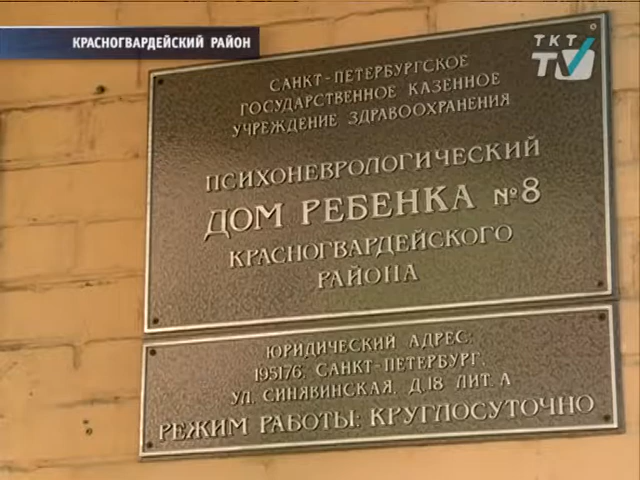 КРАСНОГВАРДЕЙСКИЙ РАЙОН
ТКТ
TV
САНКТ-ПЕТЕРБУРГСКОЕ
ГОСУДАРСТВЕННОЕ КАЗЕННОЕ
УЧРЕЖДЕНИЕ ЗДРАВООХРАНЕНИЯ
ПСИХОНЕВРОЛОГИЧЕСКИЙ
ДОМ РЕБЕНКА №8
КРАСНОГВАРДЕЙСКОГО
РАЙОНА
ЮРИДИЧЕСКИЙ АДРЕС:
195176, САНКТ-ПЕТЕРБУРГ,
УЛ. СИНЯВИНСКАЯ, Д.18 ЛИТ. А
РЕЖИМ РАБОТЫ: КРУГЛОСУТОЧНО